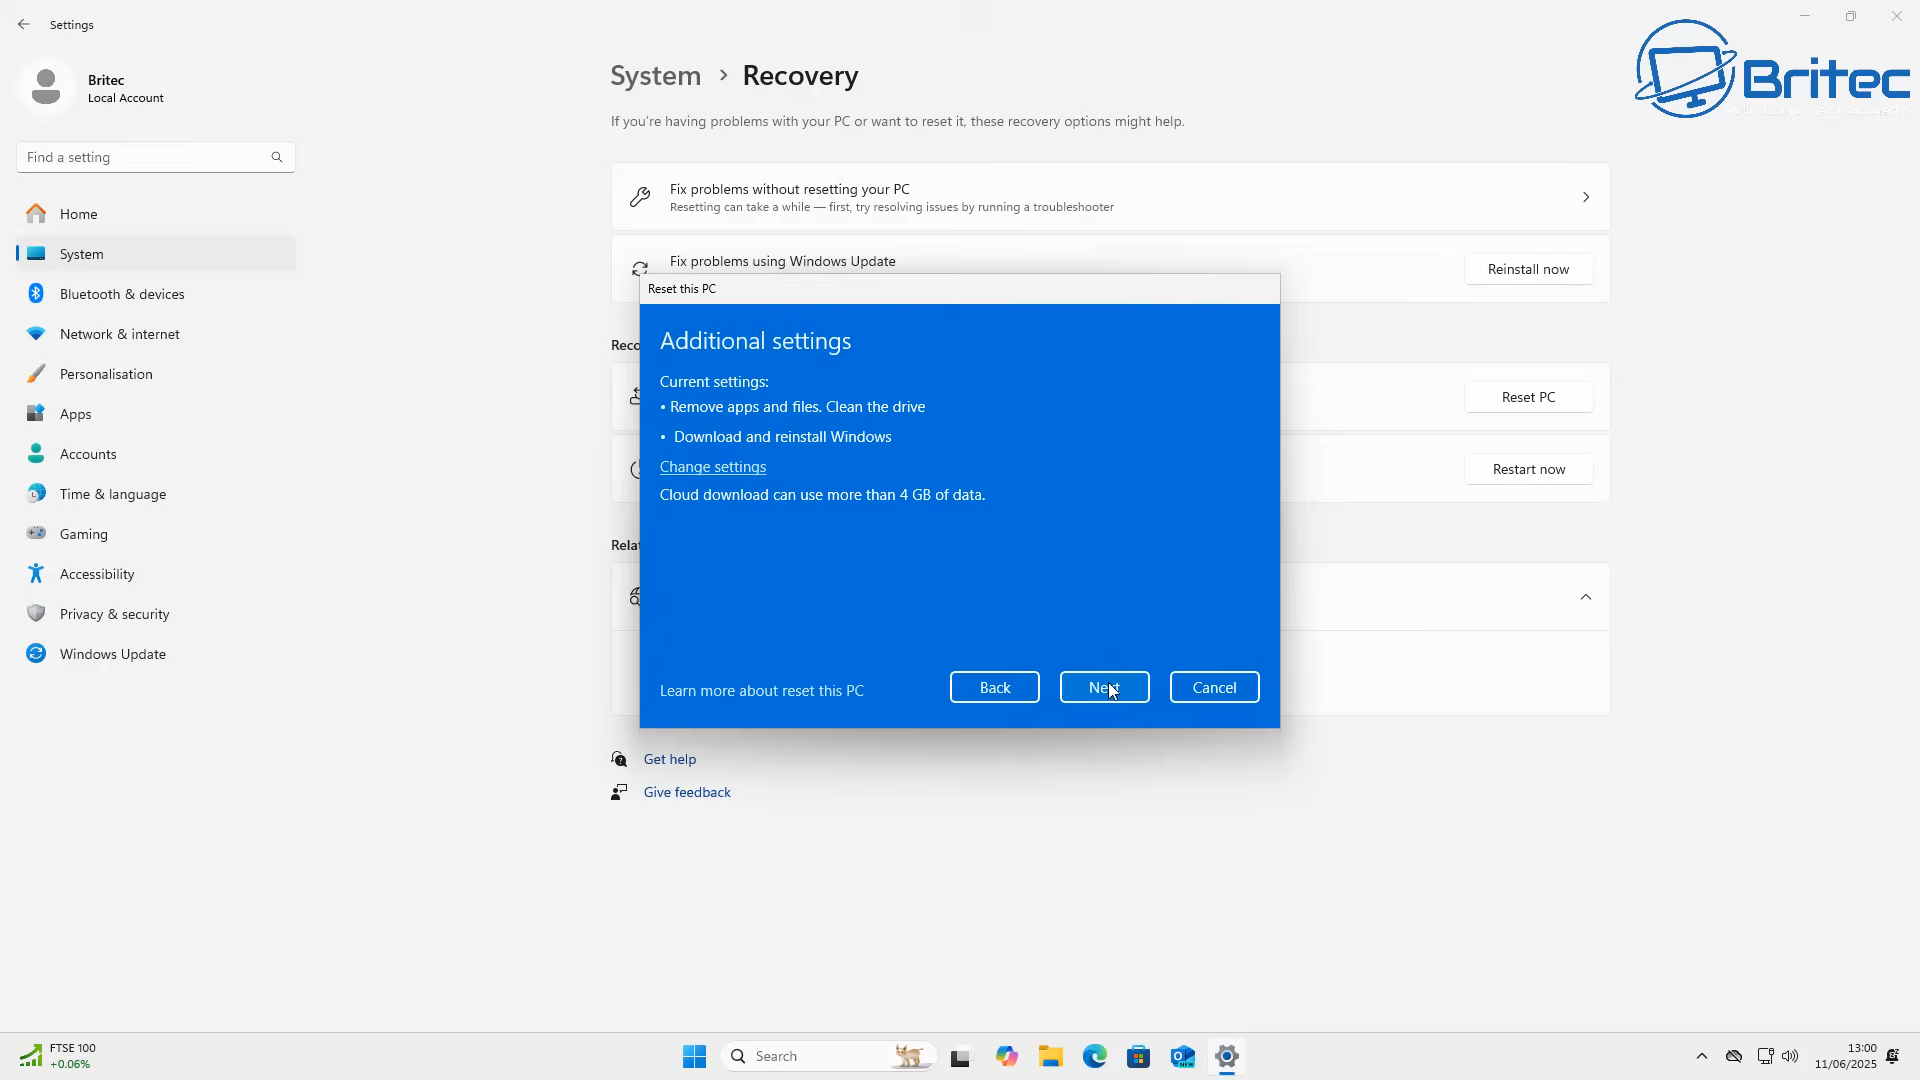 Settings
Britec
Local Account
Find a setting
Home
System
Bluetooth & devices
Network & internet
Personalisation
Apps
Accounts
Time & language
Gaming
Accessibility
Privacy & security
Windows Update
System > Recovery
If you're having problems with your PC or want to reset it, these recovery options might help.
Fix problems without resetting your PC
Resetting can take a while — first, try resolving issues by running a troubleshooter
Fix problems using Windows Update
Reinstall now
Reco
Reset PC
Restart now
Rela
Reset this PC
Additional settings
Current settings:
• Remove apps and files. Clean the drive
• Download and reinstall Windows
Change settings
Cloud download can use more than 4 GB of data.
Learn more about reset this PC
Back
Next
Cancel
Get help
Give feedback
Britec
FTSE 100
+0.06%
Search
13:00
11/06/2025